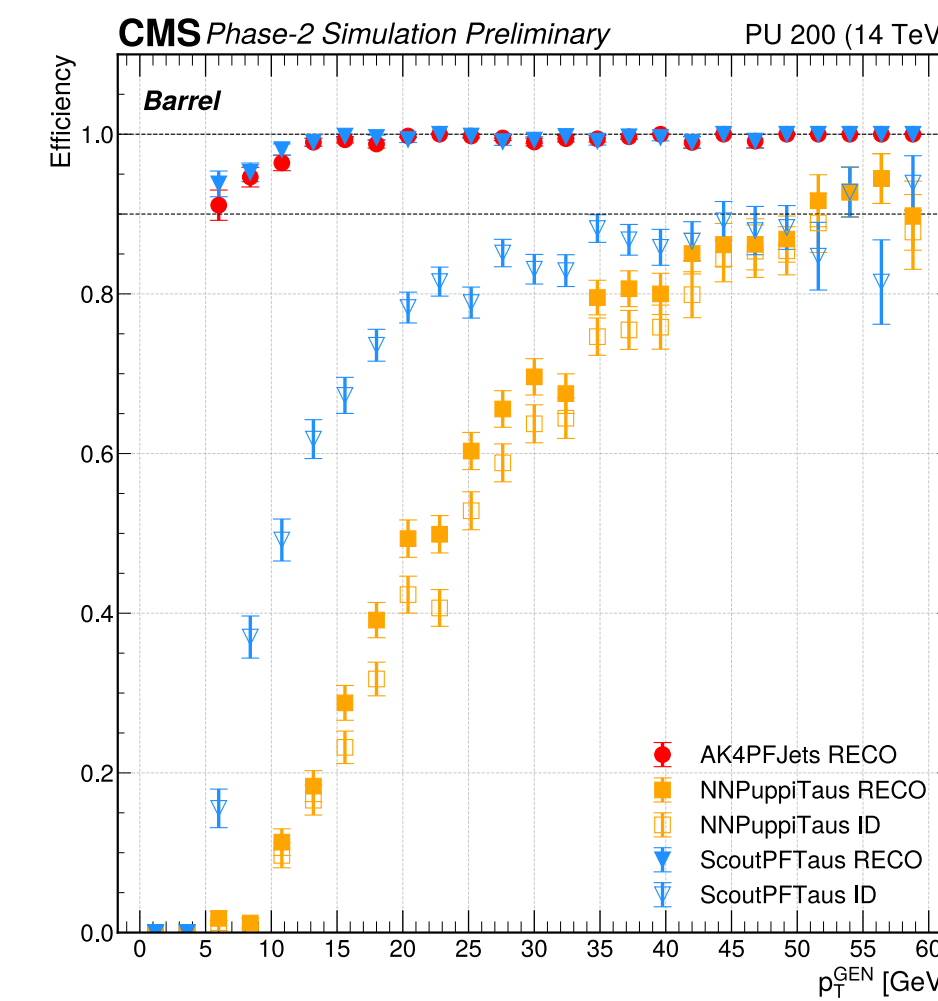 CMS Phase-2 Simulation Preliminary PU 200 (14 TeV
Efficiency
Barrel
1.0
0.8
0.6
0.4
0.2
0.0
AK4PFJets RECO
NNPuppiTaus RECO
NNPuppiTaus ID
ScoutPFTaus RECO
ScoutPFTaus ID
0 5 10 15 20 25 30 35 40 45 50 55 60
p_T^GEN [GeV